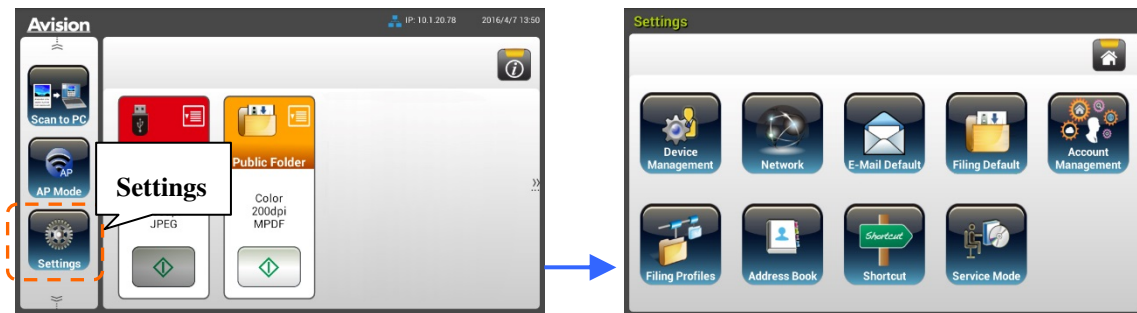 Avision
IP: 10.1.20.78
2016/4/7 13:50
Scan to PC
AP
AP Mode
Settings
Settings
Public Folder
JPEG
Color
200dpi
MPDF
Settings
Device
Management
Network
E-Mail Default
Filing Default
Account
Management
Filing Profiles
Address Book
Shortcut
Shortcut
Service Mode